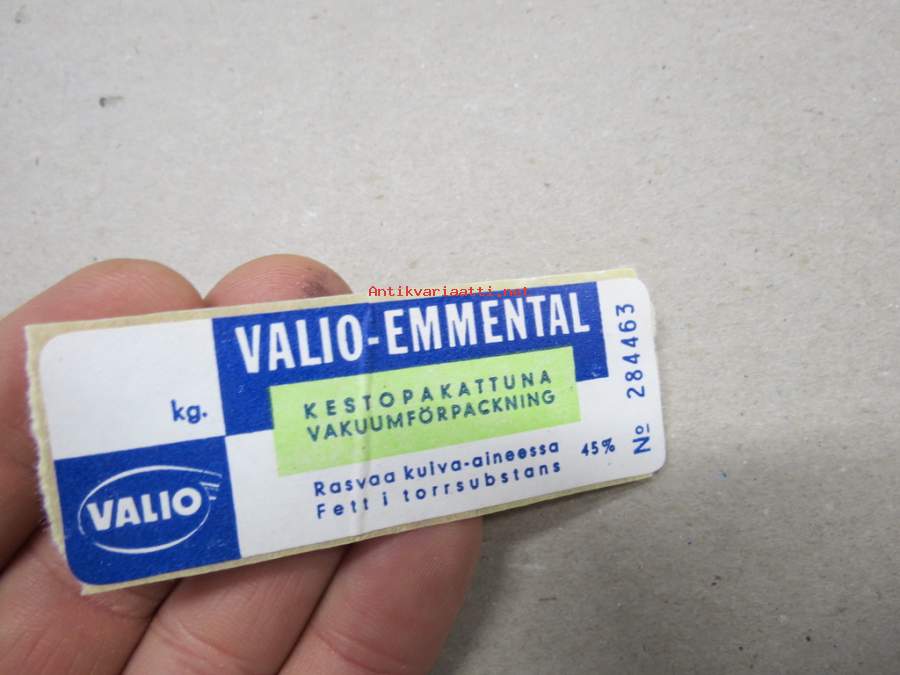 Antikvariaatti.net
VALIO-EMMENTAL
kg.
KESTOPAKATTUNA
VAKUUMFÖRPACKNING
Rasvaa kuiva-aineessa
Fett i torrsubstans
45%
No 284463
VALIO